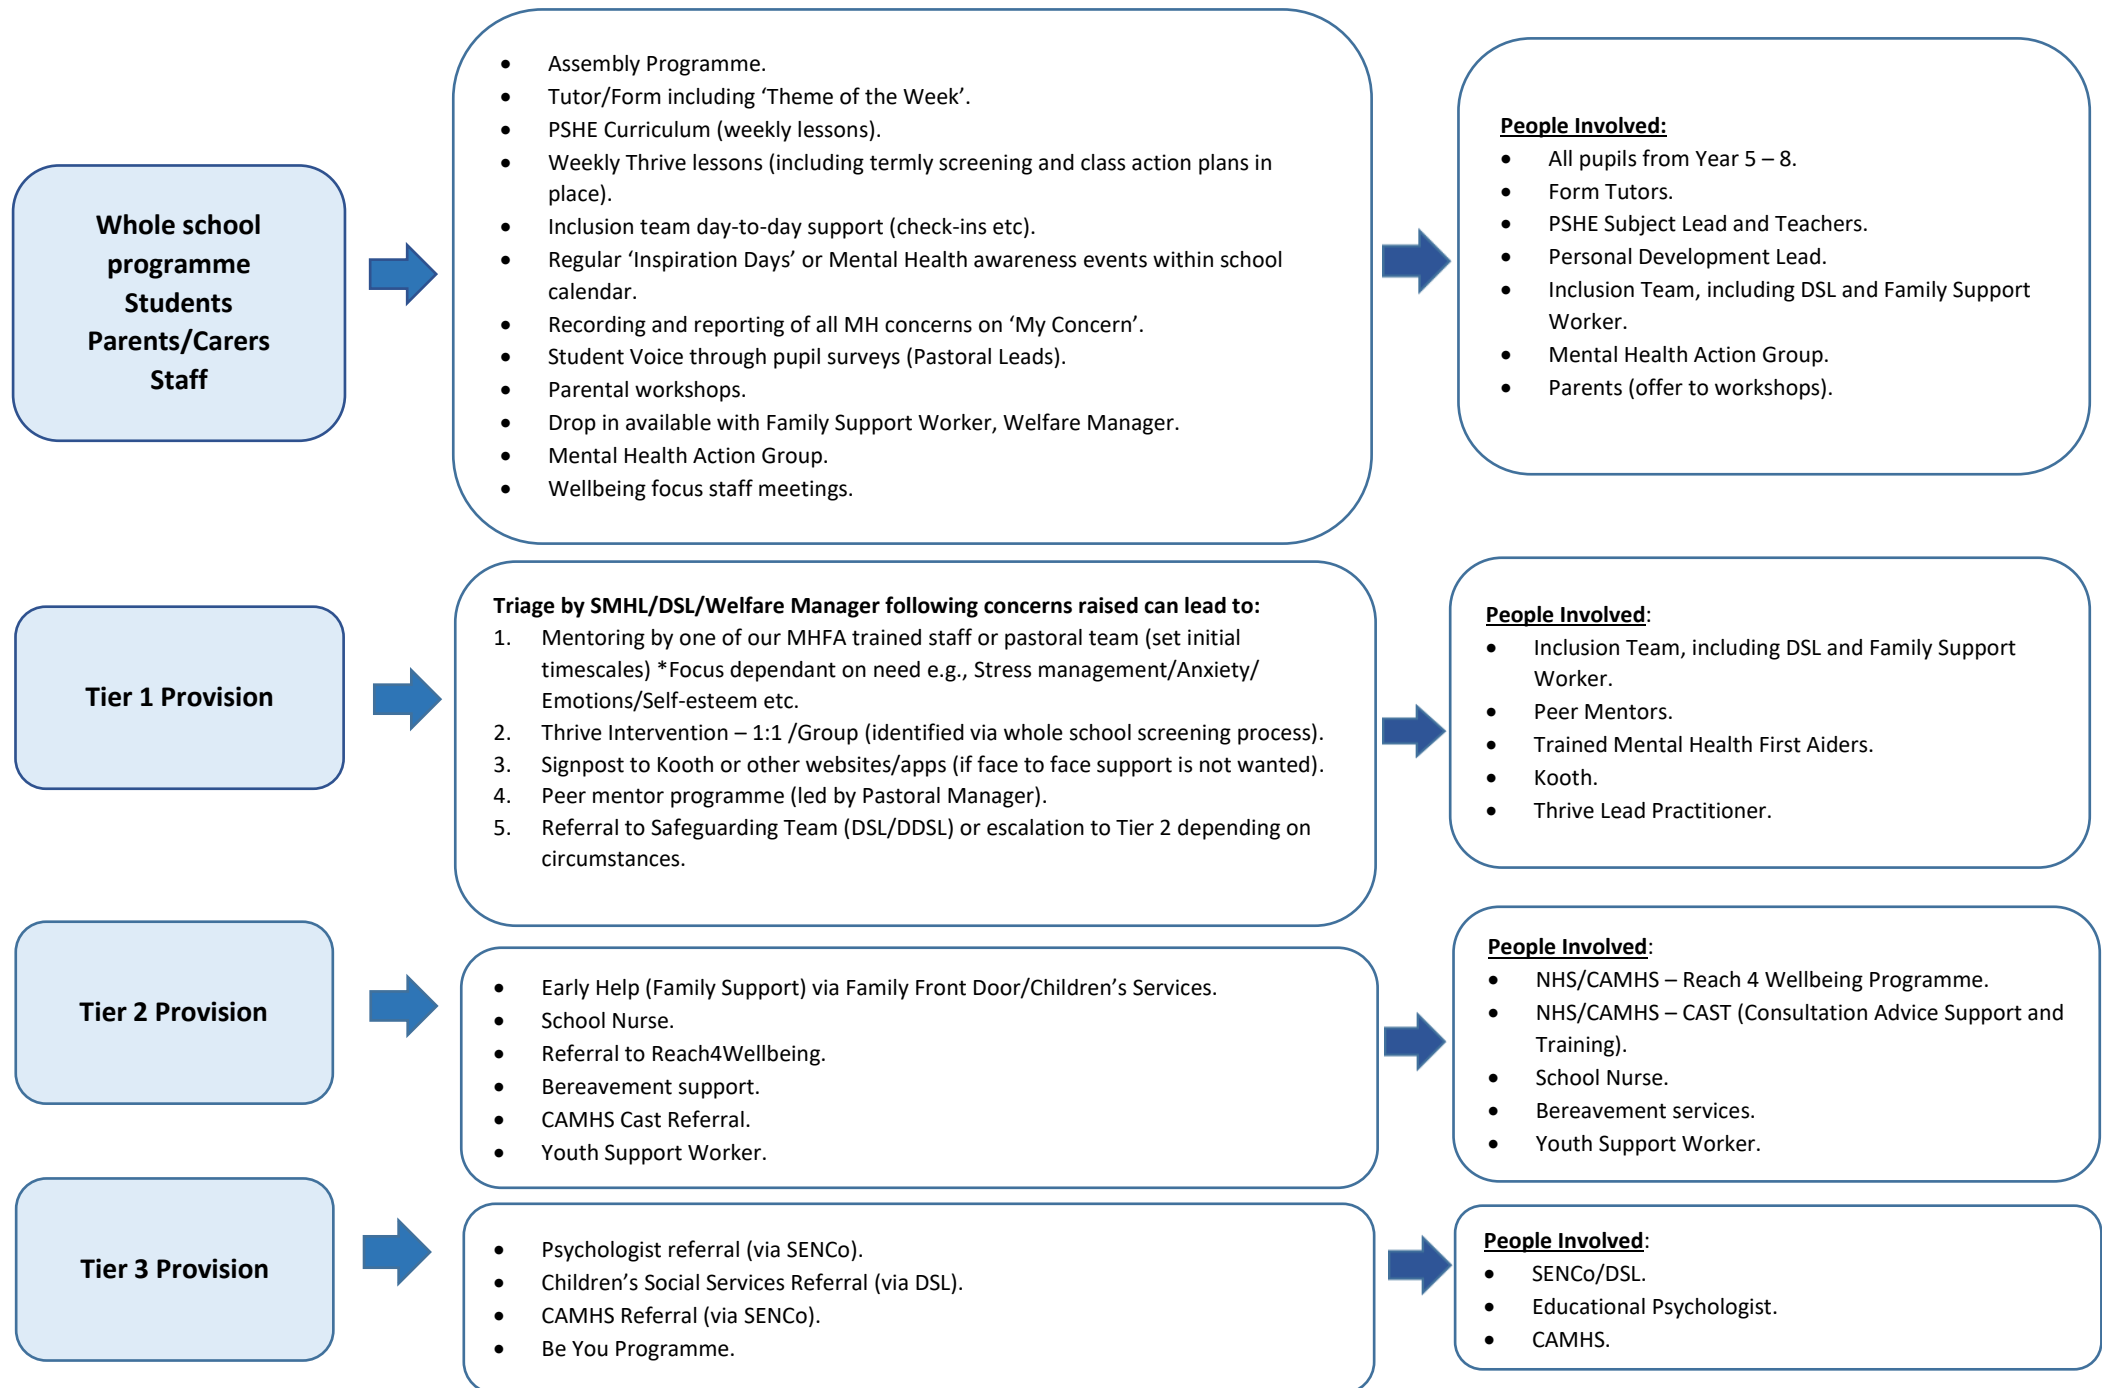 Whole school
programme
Students
Parents/Carers
Staff
• Assembly Programme.
• Tutor/Form including ‘Theme of the Week’.
• PSHE Curriculum (weekly lessons).
• Weekly Thrive lessons (including termly screening and class action plans in
place).
• Inclusion team day-to-day support (check-ins etc).
• Regular ‘Inspiration Days’ or Mental Health awareness events within school
calendar.
• Recording and reporting of all MH concerns on ‘My Concern’.
• Student Voice through pupil surveys (Pastoral Leads).
• Parental workshops.
• Drop in available with Family Support Worker, Welfare Manager.
• Mental Health Action Group.
• Wellbeing focus staff meetings.
People Involved:
• All pupils from Year 5 – 8.
• Form Tutors.
• PSHE Subject Lead and Teachers.
• Personal Development Lead.
• Inclusion Team, including DSL and Family Support
Worker.
• Mental Health Action Group.
• Parents (offer to workshops).
Tier 1 Provision
Triage by SMHL/DSL/Welfare Manager following concerns raised can lead to:
1. Mentoring by one of our MHFA trained staff or pastoral team (set initial
timescales) *Focus dependant on need e.g., Stress management/Anxiety/
Emotions/Self-esteem etc.
2. Thrive Intervention – 1:1 /Group (identified via whole school screening process).
3. Signpost to Kooth or other websites/apps (if face to face support is not wanted).
4. Peer mentor programme (led by Pastoral Manager).
5. Referral to Safeguarding Team (DSL/DDSL) or escalation to Tier 2 depending on
circumstances.
People Involved:
• Inclusion Team, including DSL and Family Support
Worker.
• Peer Mentors.
• Trained Mental Health First Aiders.
• Kooth.
• Thrive Lead Practitioner.
Tier 2 Provision
• Early Help (Family Support) via Family Front Door/Children’s Services.
• School Nurse.
• Referral to Reach4Wellbeing.
• Bereavement support.
• CAMHS Cast Referral.
• Youth Support Worker.
People Involved:
• NHS/CAMHS – Reach 4 Wellbeing Programme.
• NHS/CAMHS – CAST (Consultation Advice Support and
Training).
• School Nurse.
• Bereavement services.
• Youth Support Worker.
Tier 3 Provision
• Psychologist referral (via SENCo).
• Children’s Social Services Referral (via DSL).
• CAMHS Referral (via SENCo).
• Be You Programme.
People Involved:
• SENCo/DSL.
• Educational Psychologist.
• CAMHS.